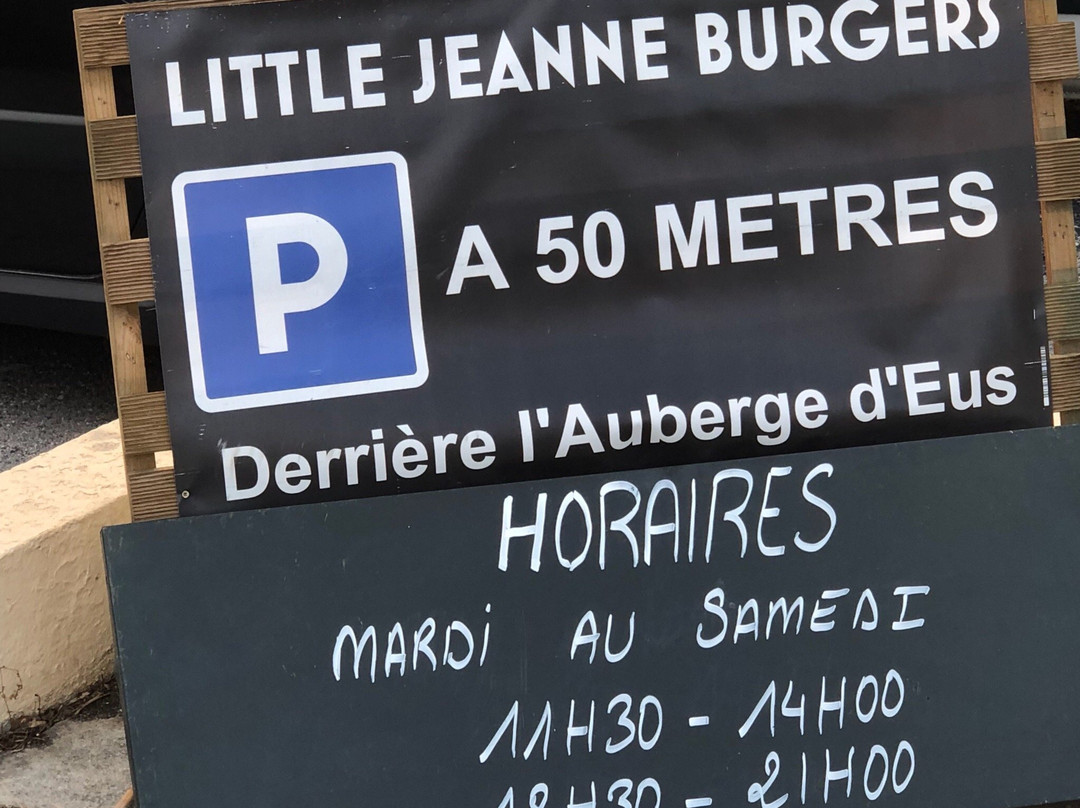 LITTLE JEANNE BURGERS
P
A 50 METRES
Derrière l'Auberge d'Eus
HORAIRES
MARDi AU SAMEDI
11H30 - 14H00
- 21H00